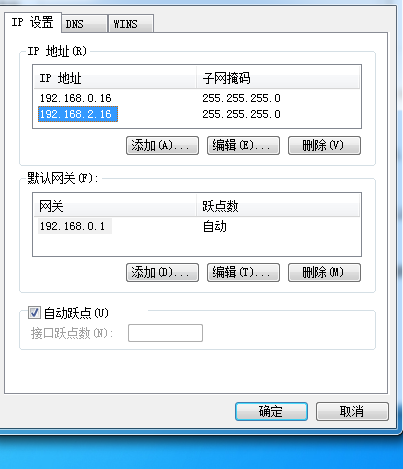 IP 设置 DNS WINS
IP 地址(R)
IP 地址 子网掩码
192.168.0.16 255.255.255.0
192.168.2.16 255.255.255.0
添加(A)... 编辑(E)... 删除(V)
默认网关(F):
网关 跃点数
192.168.0.1 自动
添加(D)... 编辑(T)... 删除(M)
自动跃点(U)
接口跃点数(N):
确定 取消